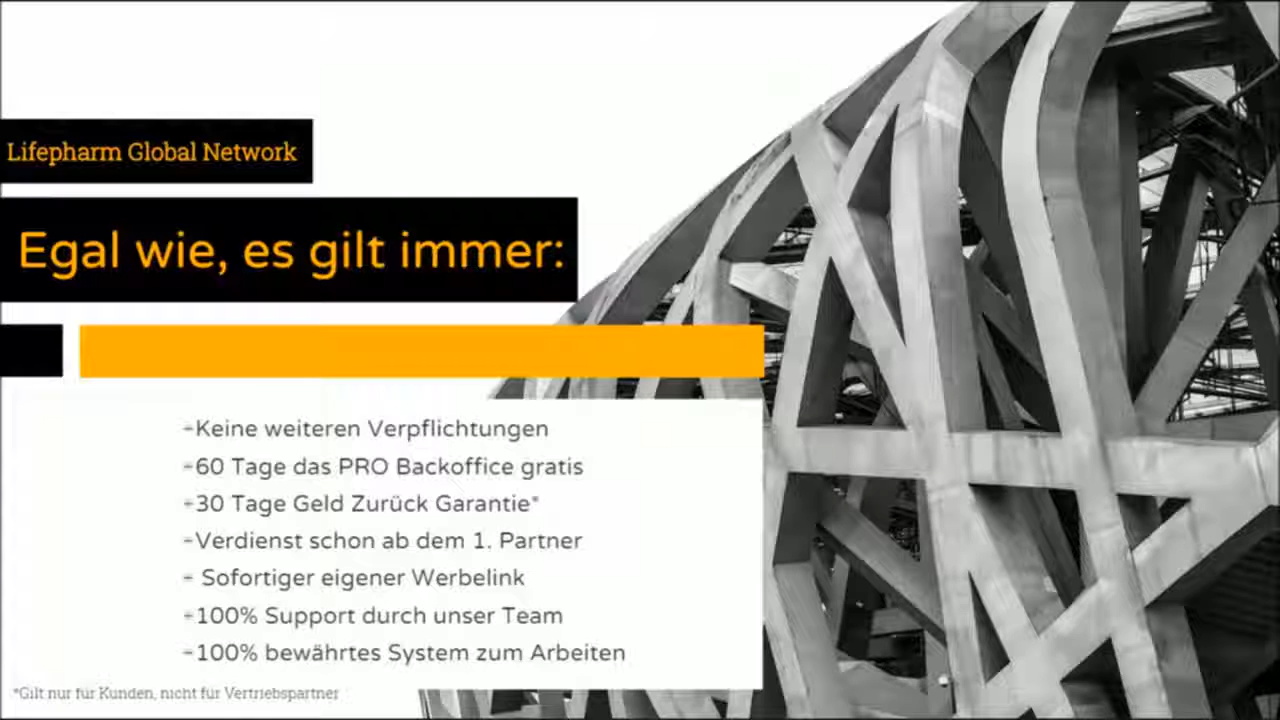 Lifepharm Global Network
Egal wie, es gilt immer:
-Keine weiteren Verpflichtungen
-60 Tage das PRO Backoffice gratis
-30 Tage Geld Zurück Garantie*
-Verdienst schon ab dem 1. Partner
- Sofortiger eigener Werbelink
-100% Support durch unser Team
-100% bewährtes System zum Arbeiten
*Gilt nur für Kunden, nicht für Vertriebspartner